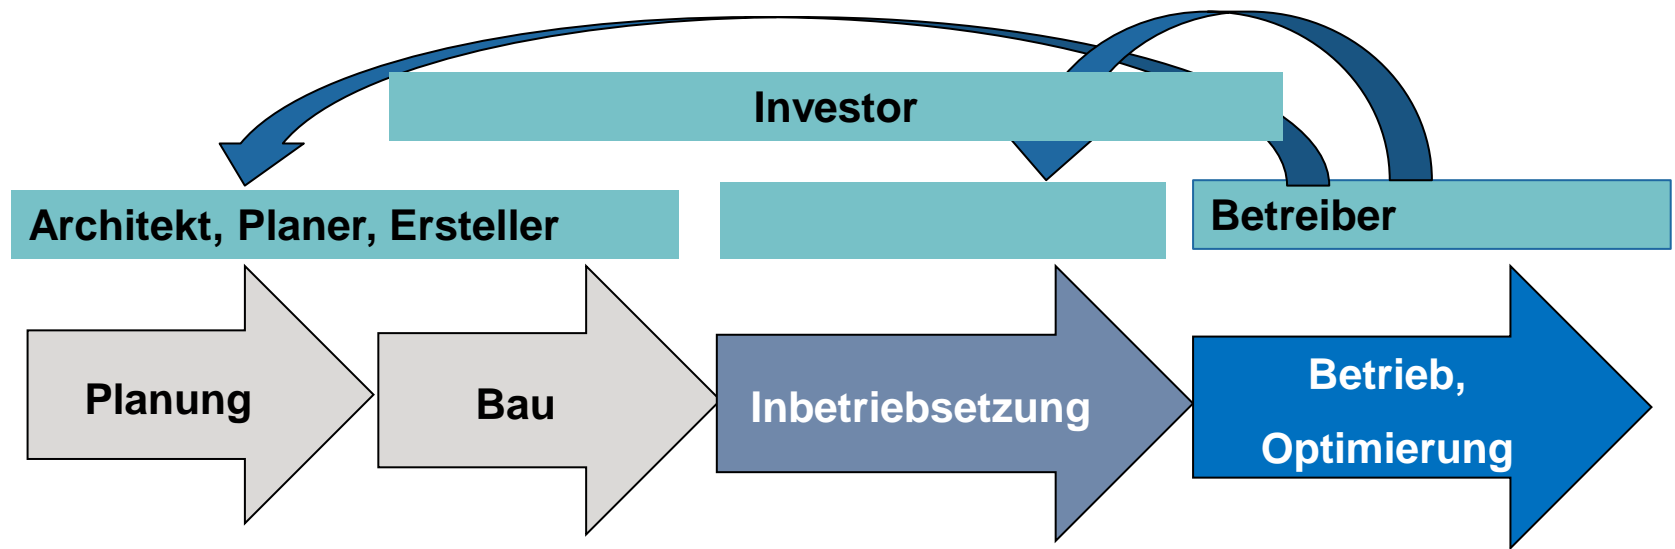 Investor
Architekt, Planer, Ersteller
Betreiber
Planung
Bau
Inbetriebsetzung
Betrieb,
Optimierung